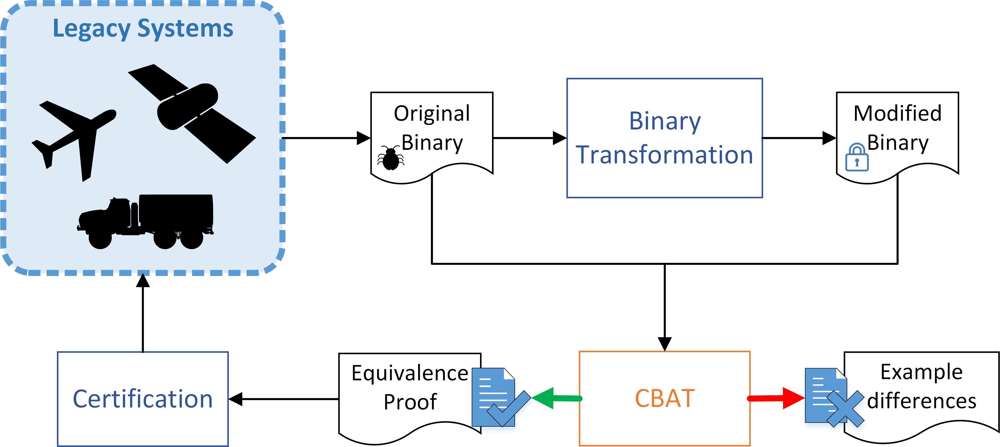 Legacy Systems
Original
Binary
Binary
Transformation
Modified
Binary
Certification
Equivalence
Proof
CBAT
Example
differences